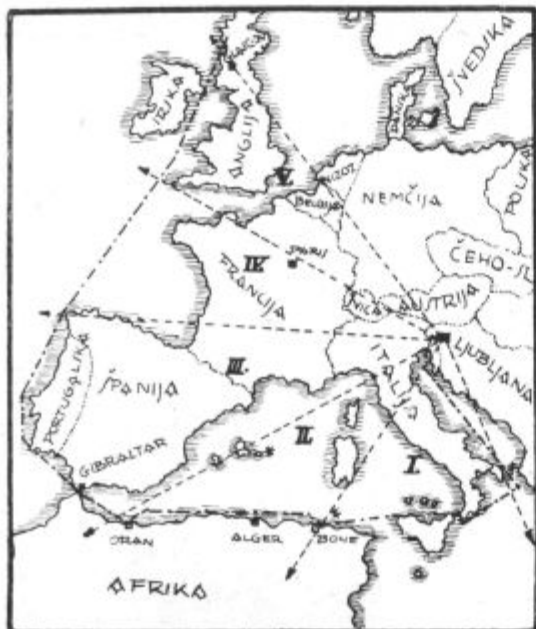 ŠVEDSKA
IRSKA
ANGLIJA
DANSKA
NIZOZ.
V.
BELGIJA
NEMČIJA
POLJSKA
ČEHO-SL
PARIS
IV.
FRANCIJA
AUSTRIJA
LJUBLJANA
ITALIJA
III.
PORTUGALSKA
ŠPANIJA
II.
GIBRALTAR
I.
ORAN
ALGER
BONE
AFRIKA